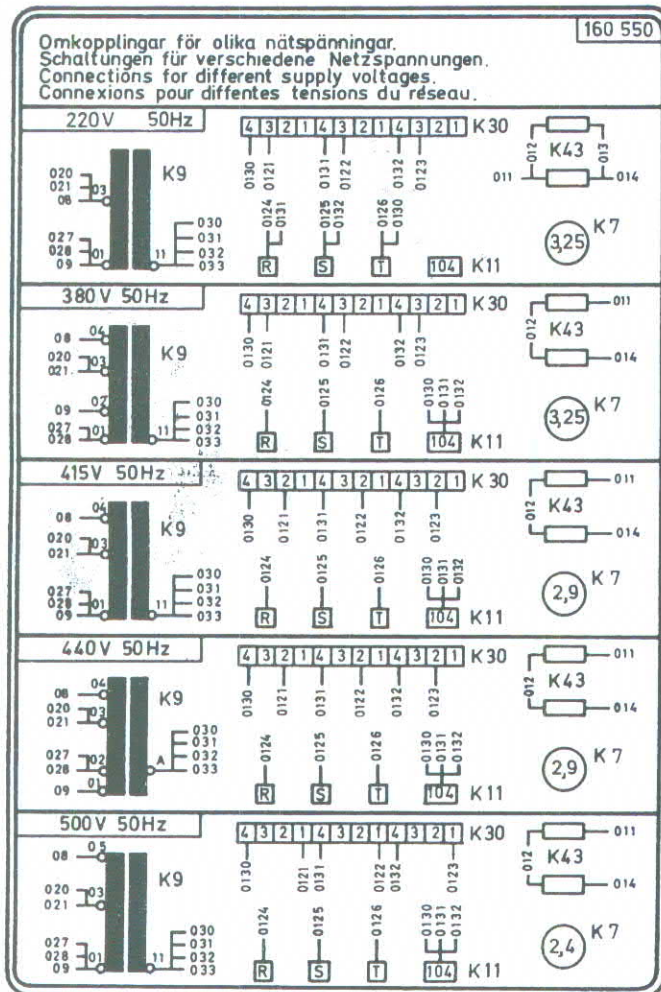 160 550
Omkopplingar för olika nätspänningar.
Schaltungen für verschiedene Netzspannungen.
Connections for different supply voltages.
Connexions pour diffentes tensions du réseau.
220V 50Hz
4 3 2 1 4 3 2 1 4 3 2 1 K30
0130 0121 0131 0122 0132 0123
K9
020
021 03
08
027
028
09 01
11 030
031
032
033
0124 0131 0125 0132 0126 0130
R S T 104 K11
012 K43 013
011 014
3,25 K7
380V 50Hz
4 3 2 1 4 3 2 1 4 3 2 1 K30
0130 0121 0131 0122 0132 0123
K9
08 04
020
021 03
09 02
027
028 01
11 030
031
032
033
0124 0125 0126 0130 0131 0132
R S T 104 K11
011
012 K43
014
3,25 K7
415V 50Hz
4 3 2 1 4 3 2 1 4 3 2 1 K30
0130 0121 0131 0122 0132 0123
K9
08 04
020
021 03
027
028 01
09
11 030
031
032
033
0124 0125 0126 0130 0131 0132
R S T 104 K11
011
012 K43
014
2,9 K7
440V 50Hz
4 3 2 1 4 3 2 1 4 3 2 1 K30
0130 0121 0131 0122 0132 0123
K9
08 04
020
021 03
027
028 02
09 01
A 030
031
032
033
0124 0125 0126 0130 0131 0132
R S T 104 K11
011
012 K43
014
2,9 K7
500V 50Hz
4 3 2 1 4 3 2 1 4 3 2 1 K30
0130 0121 0131 0122 0132 0123
K9
08 05
020
021 03
027
028 01
09
11 030
031
032
033
0124 0125 0126 0130 0131 0132
R S T 104 K11
011
012 K43
014
2,4 K7